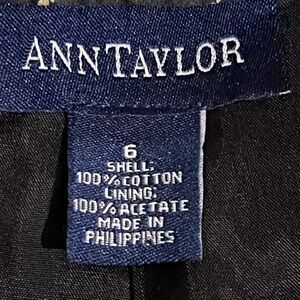 ANNTAYLOR
6
SHELL:
100%COTTON
LINING:
100%ACETATE
MADE IN
PHILIPPINES